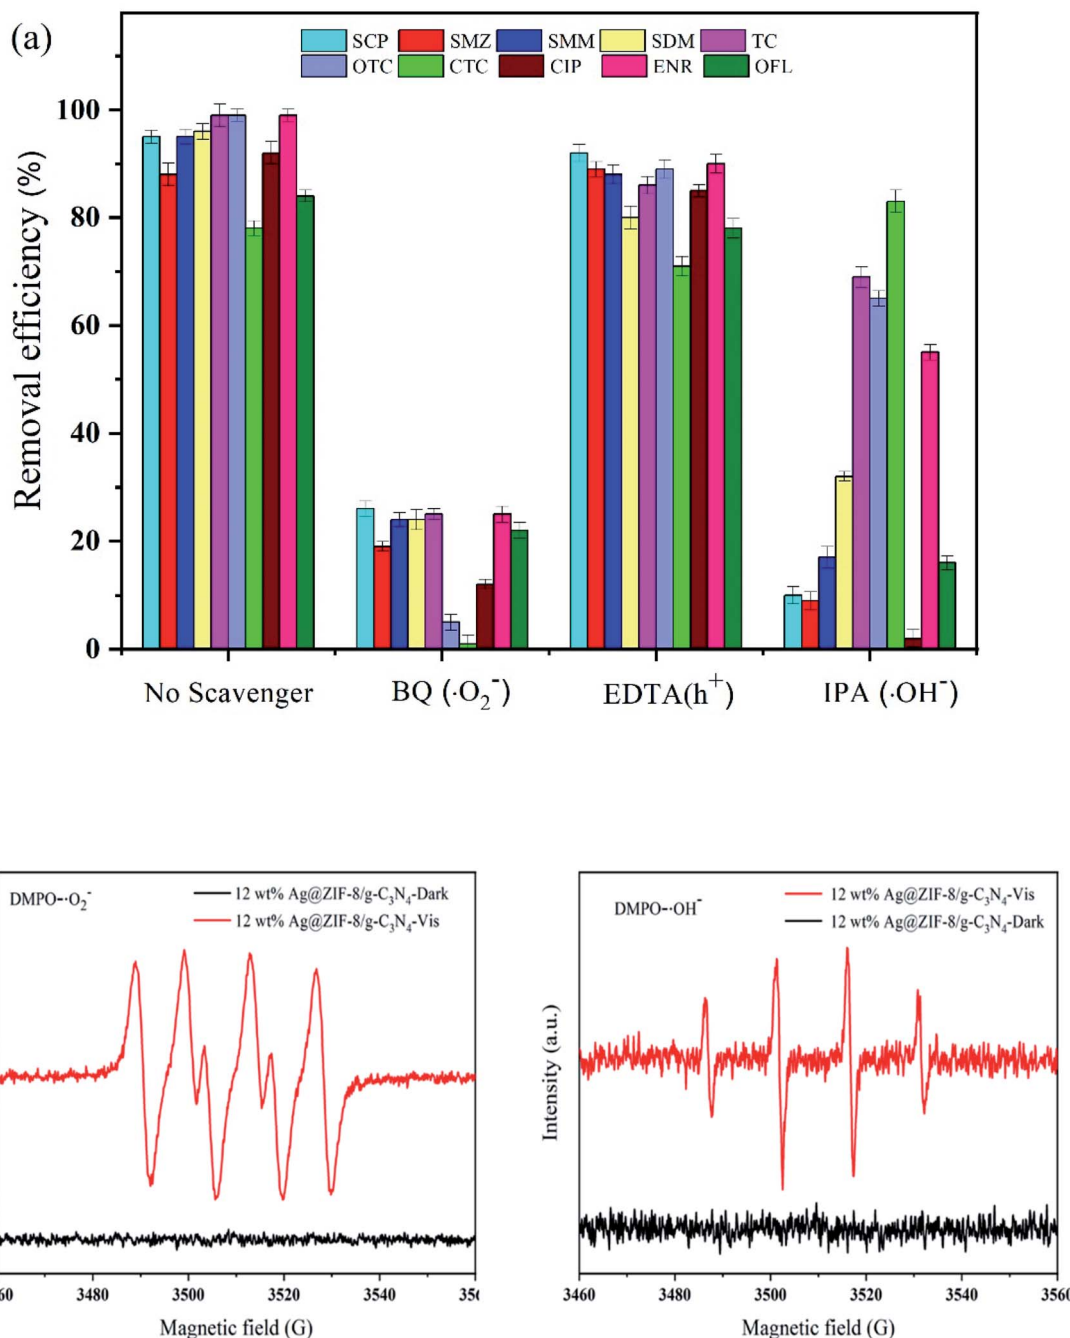 (a)
SCP SMZ SMM SDM TC
OTC CTC CIP ENR OFL
Removal efficiency (%)
100
80
60
40
20
0
No Scavenger BQ (·O₂⁻) EDTA(h⁺) IPA (·OH⁻)
DMPO--·O₂⁻
12 wt% Ag@ZIF-8/g-C₃N₄-Dark
12 wt% Ag@ZIF-8/g-C₃N₄-Vis
3480 3500 3520 3540
Magnetic field (G)
DMPO--·OH⁻
12 wt% Ag@ZIF-8/g-C₃N₄-Vis
12 wt% Ag@ZIF-8/g-C₃N₄-Dark
Intensity (a.u.)
3460 3480 3500 3520 3540 3560
Magnetic field (G)